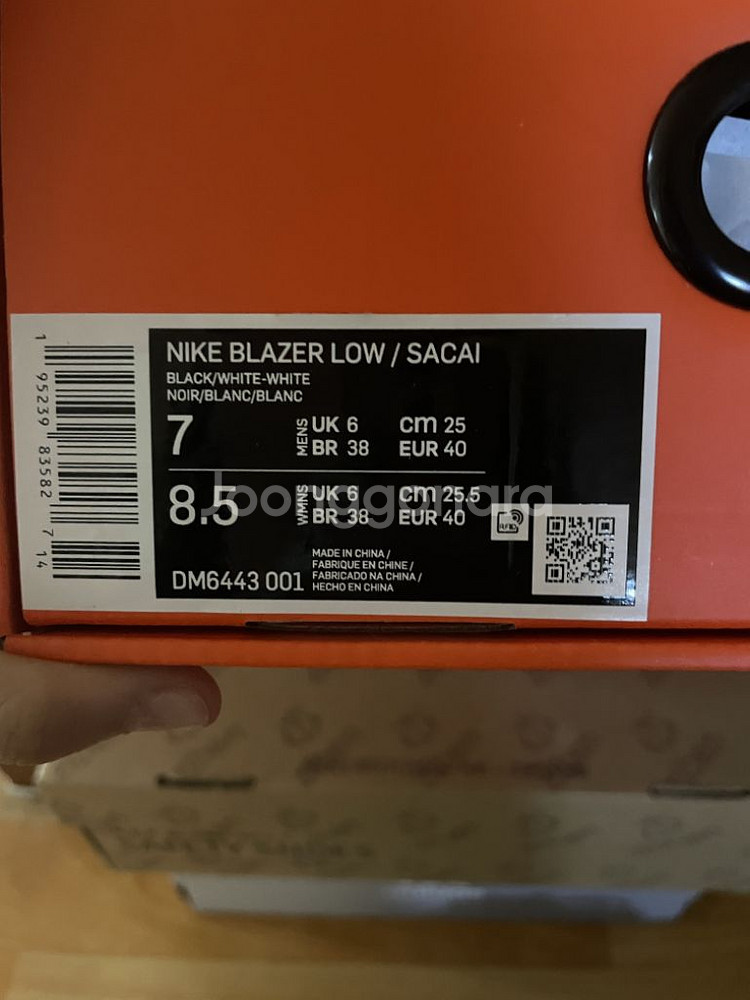 NIKE BLAZER LOW / SACAI
BLACK/WHITE-WHITE
NOIR/BLANC/BLANC
7 MENS UK 6 cm 25
BR 38 EUR 40
8.5 WMNS UK 6 cm 25.5
BR 38 EUR 40
Joonggonara
RFID
DM6443 001
MADE IN CHINA /
FABRIQUE EN CHINE /
FABRICADO NA CHINA /
HECHO EN CHINA
1 95239 83582 7 14